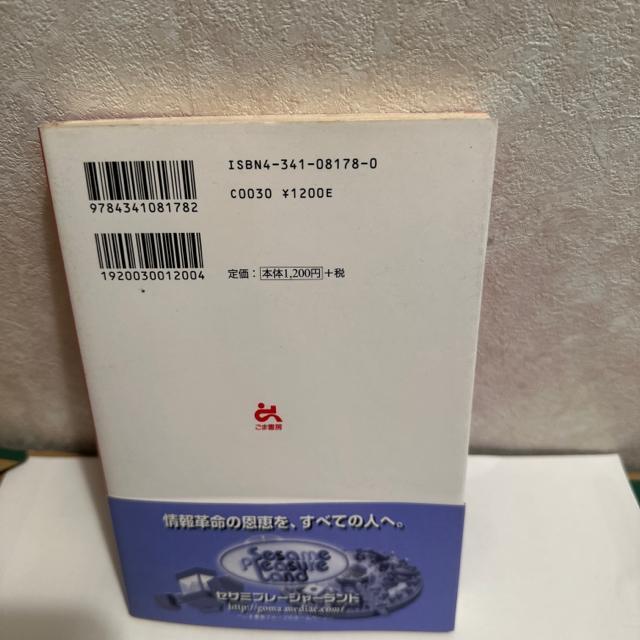 ISBN4-341-08178-0
C0030 ¥1200E
9784341081782
1920030012004
定価：本体1,200円+税
ごま書房
情報革命の恩恵を、すべての人へ。
Sesame
Pleasure
Land
セサミプレージャーランド
http://goma.mediae.com/